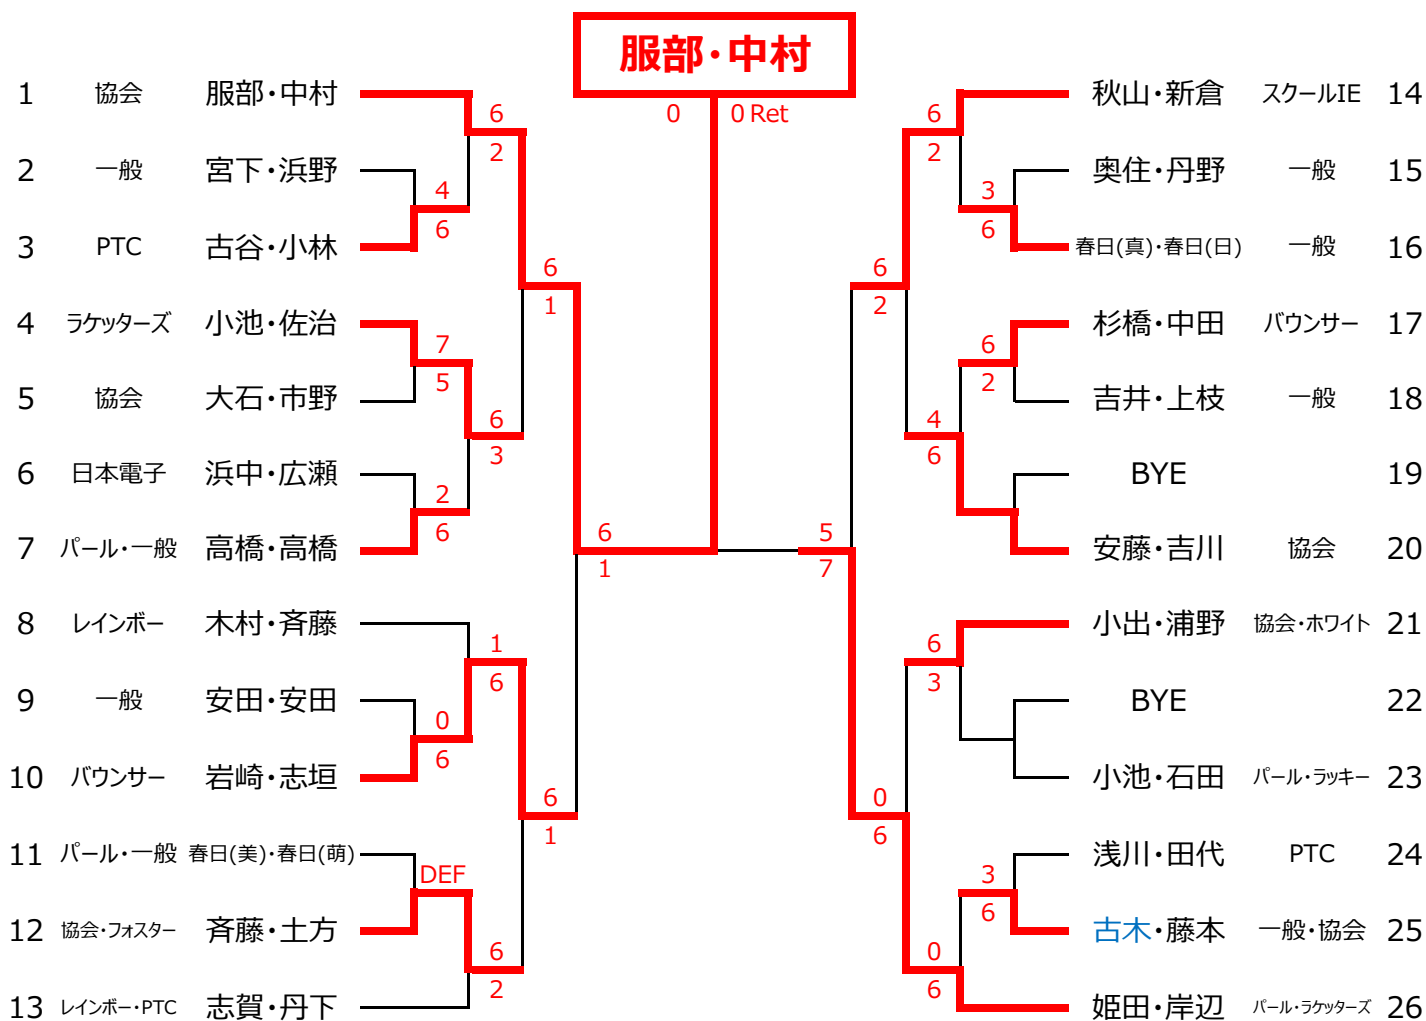 服部・中村
0 0 Ret
1 協会 服部・中村
2 一般 宮下・浜野
3 PTC 古谷・小林
4 ラケッターズ 小池・佐治
5 協会 大石・市野
6 日本電子 浜中・広瀬
7 パール・一般 高橋・高橋
8 レインボー 木村・斉藤
9 一般 安田・安田
10 バウンサー 岩崎・志垣
11 パール・一般 春日(美)・春日(萌)
12 協会・フォスター 斉藤・土方
13 レインボー・PTC 志賀・丹下
6
2
4
6
7
5
2
6
1
6
0
6
DEF
6
2
6
1
6
3
6
1
6
1
秋山・新倉 スクールIE 14
奥住・丹野 一般 15
春日(真)・春日(日) 一般 16
杉橋・中田 バウンサー 17
吉井・上枝 一般 18
BYE 19
安藤・吉川 協会 20
小出・浦野 協会・ホワイト 21
BYE 22
小池・石田 パール・ラッキー 23
浅川・田代 PTC 24
古木・藤本 一般・協会 25
姫田・岸辺 パール・ラケッターズ 26
6
2
3
6
6
2
6
2
4
6
5
7
6
3
0
6
3
6
0
6